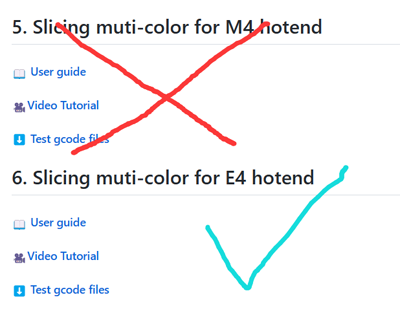 5. Slicing muti-color for M4 hotend
User guide
Video Tutorial
Test gcode files
6. Slicing muti-color for E4 hotend
User guide
Video Tutorial
Test gcode files